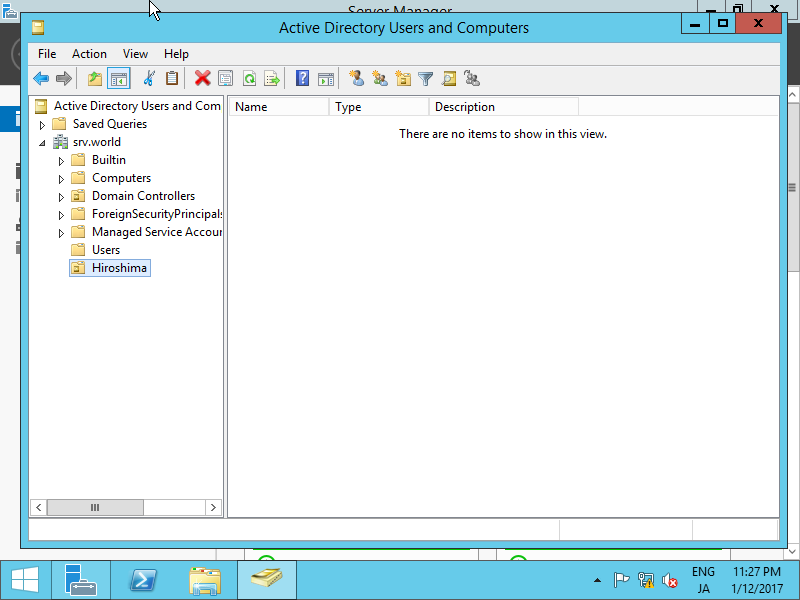 Server Manager
Active Directory Users and Computers
File Action View Help
Active Directory Users and Com
Saved Queries
srv.world
Builtin
Computers
Domain Controllers
ForeignSecurityPrincipals
Managed Service Accour
Users
Hiroshima
Name Type Description
There are no items to show in this view.
ENG 11:27 PM
JA 1/12/2017